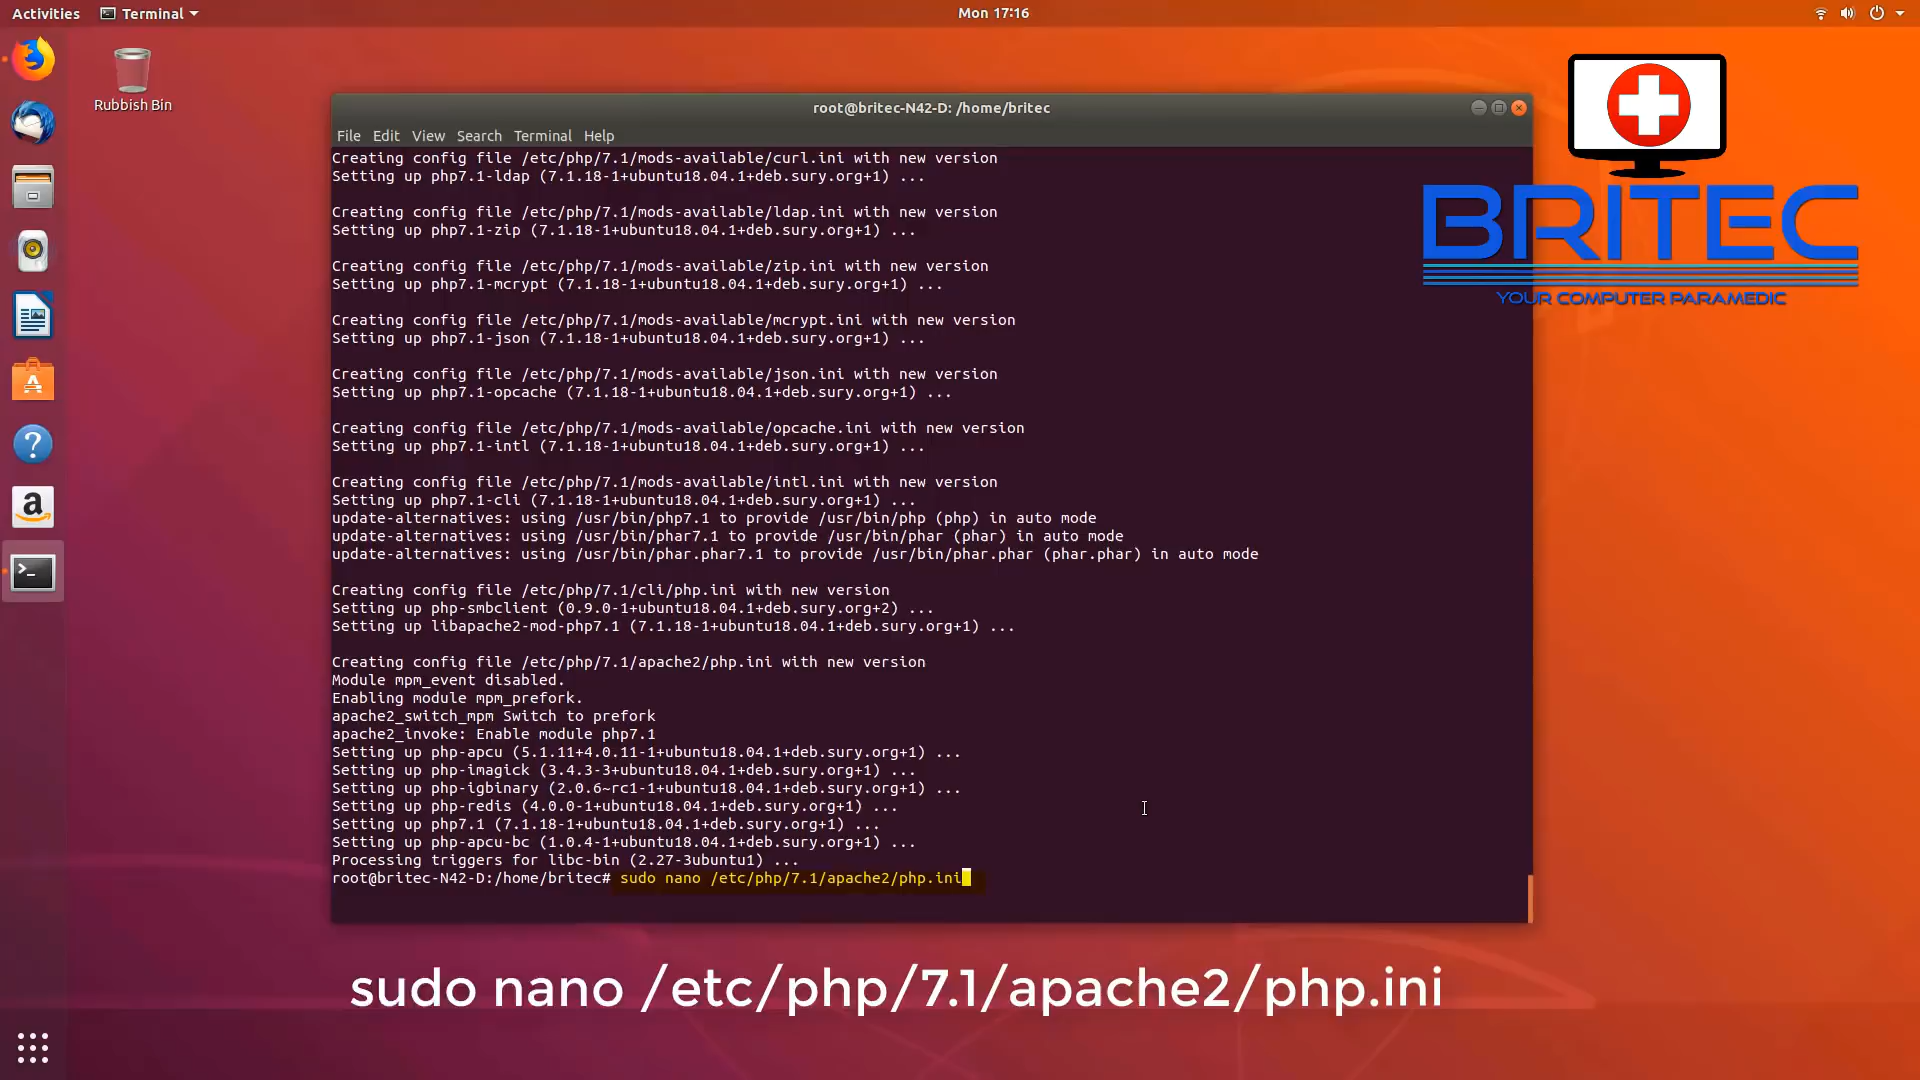 Activities Terminal Mon 17:16
Rubbish Bin
root@britec-N42-D: /home/britec
File Edit View Search Terminal Help
Creating config file /etc/php/7.1/mods-available/curl.ini with new version
Setting up php7.1-ldap (7.1.18-1+ubuntu18.04.1+deb.sury.org+1) ...
Creating config file /etc/php/7.1/mods-available/ldap.ini with new version
Setting up php7.1-zip (7.1.18-1+ubuntu18.04.1+deb.sury.org+1) ...
Creating config file /etc/php/7.1/mods-available/zip.ini with new version
Setting up php7.1-mcrypt (7.1.18-1+ubuntu18.04.1+deb.sury.org+1) ...
Creating config file /etc/php/7.1/mods-available/mcrypt.ini with new version
Setting up php7.1-json (7.1.18-1+ubuntu18.04.1+deb.sury.org+1) ...
Creating config file /etc/php/7.1/mods-available/json.ini with new version
Setting up php7.1-opcache (7.1.18-1+ubuntu18.04.1+deb.sury.org+1) ...
Creating config file /etc/php/7.1/mods-available/opcache.ini with new version
Setting up php7.1-intl (7.1.18-1+ubuntu18.04.1+deb.sury.org+1) ...
Creating config file /etc/php/7.1/mods-available/intl.ini with new version
Setting up php7.1-cli (7.1.18-1+ubuntu18.04.1+deb.sury.org+1) ...
update-alternatives: using /usr/bin/php7.1 to provide /usr/bin/php (php) in auto mode
update-alternatives: using /usr/bin/phar7.1 to provide /usr/bin/phar (phar) in auto mode
update-alternatives: using /usr/bin/phar.phar7.1 to provide /usr/bin/phar.phar (phar.phar) in auto mode
Creating config file /etc/php/7.1/cli/php.ini with new version
Setting up php-smbclient (0.9.0-1+ubuntu18.04.1+deb.sury.org+2) ...
Setting up libapache2-mod-php7.1 (7.1.18-1+ubuntu18.04.1+deb.sury.org+1) ...
Creating config file /etc/php/7.1/apache2/php.ini with new version
Module mpm_event disabled.
Enabling module mpm_prefork.
apache2_switch_mpm Switch to prefork
apache2_invoke: Enable module php7.1
Setting up php-apcu (5.1.11+4.0.11-1+ubuntu18.04.1+deb.sury.org+1) ...
Setting up php-imagick (3.4.3-3+ubuntu18.04.1+deb.sury.org+1) ...
Setting up php-igbinary (2.0.6~rc1-1+ubuntu18.04.1+deb.sury.org+1) ...
Setting up php-redis (4.0.0-1+ubuntu18.04.1+deb.sury.org+1) ...
Setting up php7.1 (7.1.18-1+ubuntu18.04.1+deb.sury.org+1) ...
Setting up php-apcu-bc (1.0.4-1+ubuntu18.04.1+deb.sury.org+1) ...
Processing triggers for libc-bin (2.27-3ubuntu1) ...
root@britec-N42-D:/home/britec# sudo nano /etc/php/7.1/apache2/php.ini
BRITEC
YOUR COMPUTER PARAMEDIC
sudo nano /etc/php/7.1/apache2/php.ini